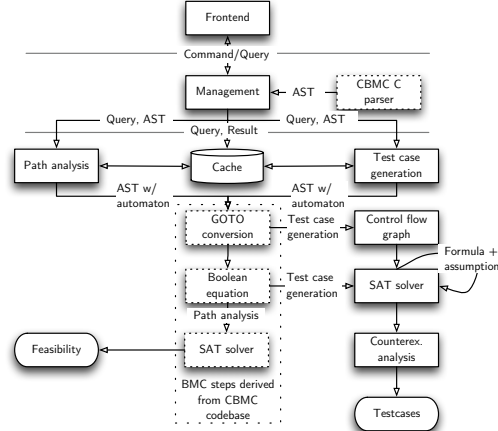 Frontend
Command/Query
Management
AST
CBMC C
parser
Query, AST
Query, AST
Query, Result
Path analysis
Cache
Test case
generation
AST w/
automaton
AST w/
automaton
GOTO
conversion
Test case
generation
Control flow
graph
Formula +
assumption
Boolean
equation
Test case
generation
SAT solver
Path analysis
Feasibility
SAT solver
Counterex.
analysis
BMC steps derived
from CBMC
codebase
Testcases